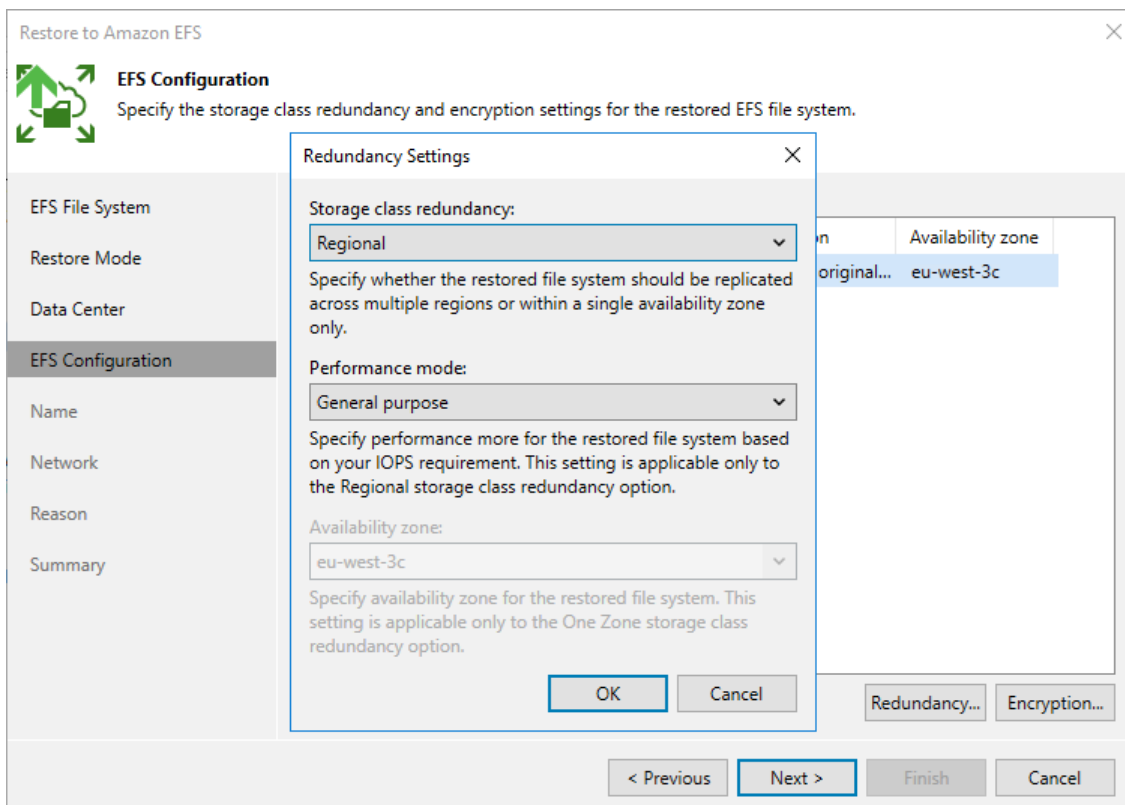 Restore to Amazon EFS
EFS Configuration
Specify the storage class redundancy and encryption settings for the restored EFS file system.
EFS File System
Restore Mode
Data Center
EFS Configuration
Name
Network
Reason
Summary
Redundancy Settings
Storage class redundancy:
Regional
Specify whether the restored file system should be replicated
across multiple regions or within a single availability zone
only.
Performance mode:
General purpose
Specify performance more for the restored file system based
on your IOPS requirement. This setting is applicable only to
the Regional storage class redundancy option.
Availability zone:
eu-west-3c
Specify availability zone for the restored file system. This
setting is applicable only to the One Zone storage class
redundancy option.
OK Cancel
Availability zone
original... eu-west-3c
Redundancy... Encryption...
< Previous Next > Finish Cancel